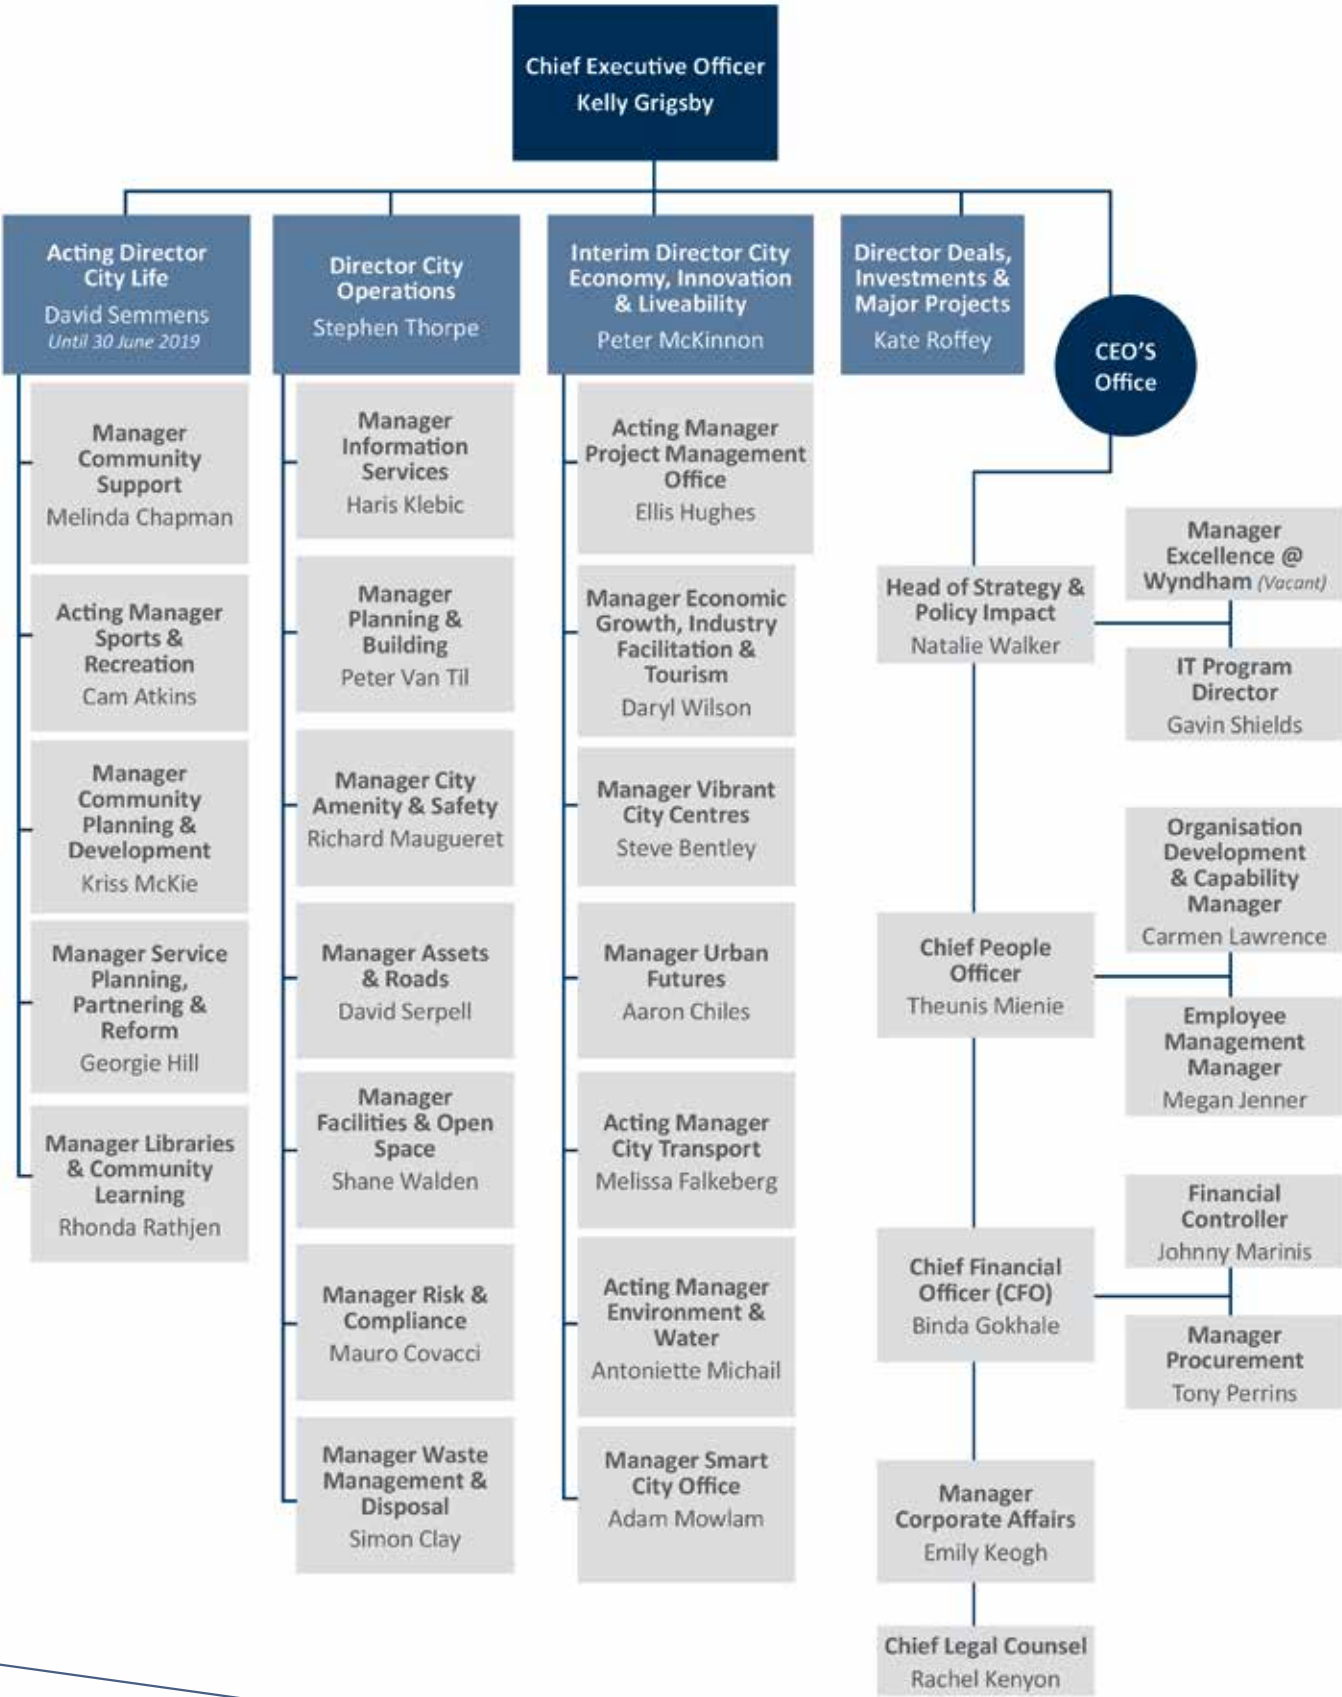 Chief Executive Officer
Kelly Grigsby
Acting Director
City Life
David Semmens
Until 30 June 2019
Manager
Community
Support
Melinda Chapman
Acting Manager
Sports &
Recreation
Cam Atkins
Manager
Community
Planning &
Development
Kriss McKie
Manager Service
Planning,
Partnering &
Reform
Georgie Hill
Manager Libraries
& Community
Learning
Rhonda Rathjen
Director City
Operations
Stephen Thorpe
Manager
Information
Services
Haris Klebic
Manager
Planning &
Building
Peter Van Til
Manager City
Amenity & Safety
Richard Maugueret
Manager Assets
& Roads
David Serpell
Manager
Facilities & Open
Space
Shane Walden
Manager Risk &
Compliance
Mauro Covacci
Manager Waste
Management &
Disposal
Simon Clay
Interim Director City
Economy, Innovation
& Liveability
Peter McKinnon
Acting Manager
Project Management
Office
Ellis Hughes
Manager Economic
Growth, Industry
Facilitation &
Tourism
Daryl Wilson
Manager Vibrant
City Centres
Steve Bentley
Manager Urban
Futures
Aaron Chiles
Acting Manager
City Transport
Melissa Falkeberg
Acting Manager
Environment &
Water
Antoniette Michail
Manager Smart
City Office
Adam Mowlam
Director Deals,
Investments &
Major Projects
Kate Roffey
CEO'S
Office
Head of Strategy &
Policy Impact
Natalie Walker
Manager
Excellence @
Wyndham (Vacant)
IT Program
Director
Gavin Shields
Chief People
Officer
Theunis Mienie
Organisation
Development
& Capability
Manager
Carmen Lawrence
Employee
Management
Manager
Megan Jenner
Chief Financial
Officer (CFO)
Binda Gokhale
Financial
Controller
Johnny Marinis
Manager
Procurement
Tony Perrins
Manager
Corporate Affairs
Emily Keogh
Chief Legal Counsel
Rachel Kenyon